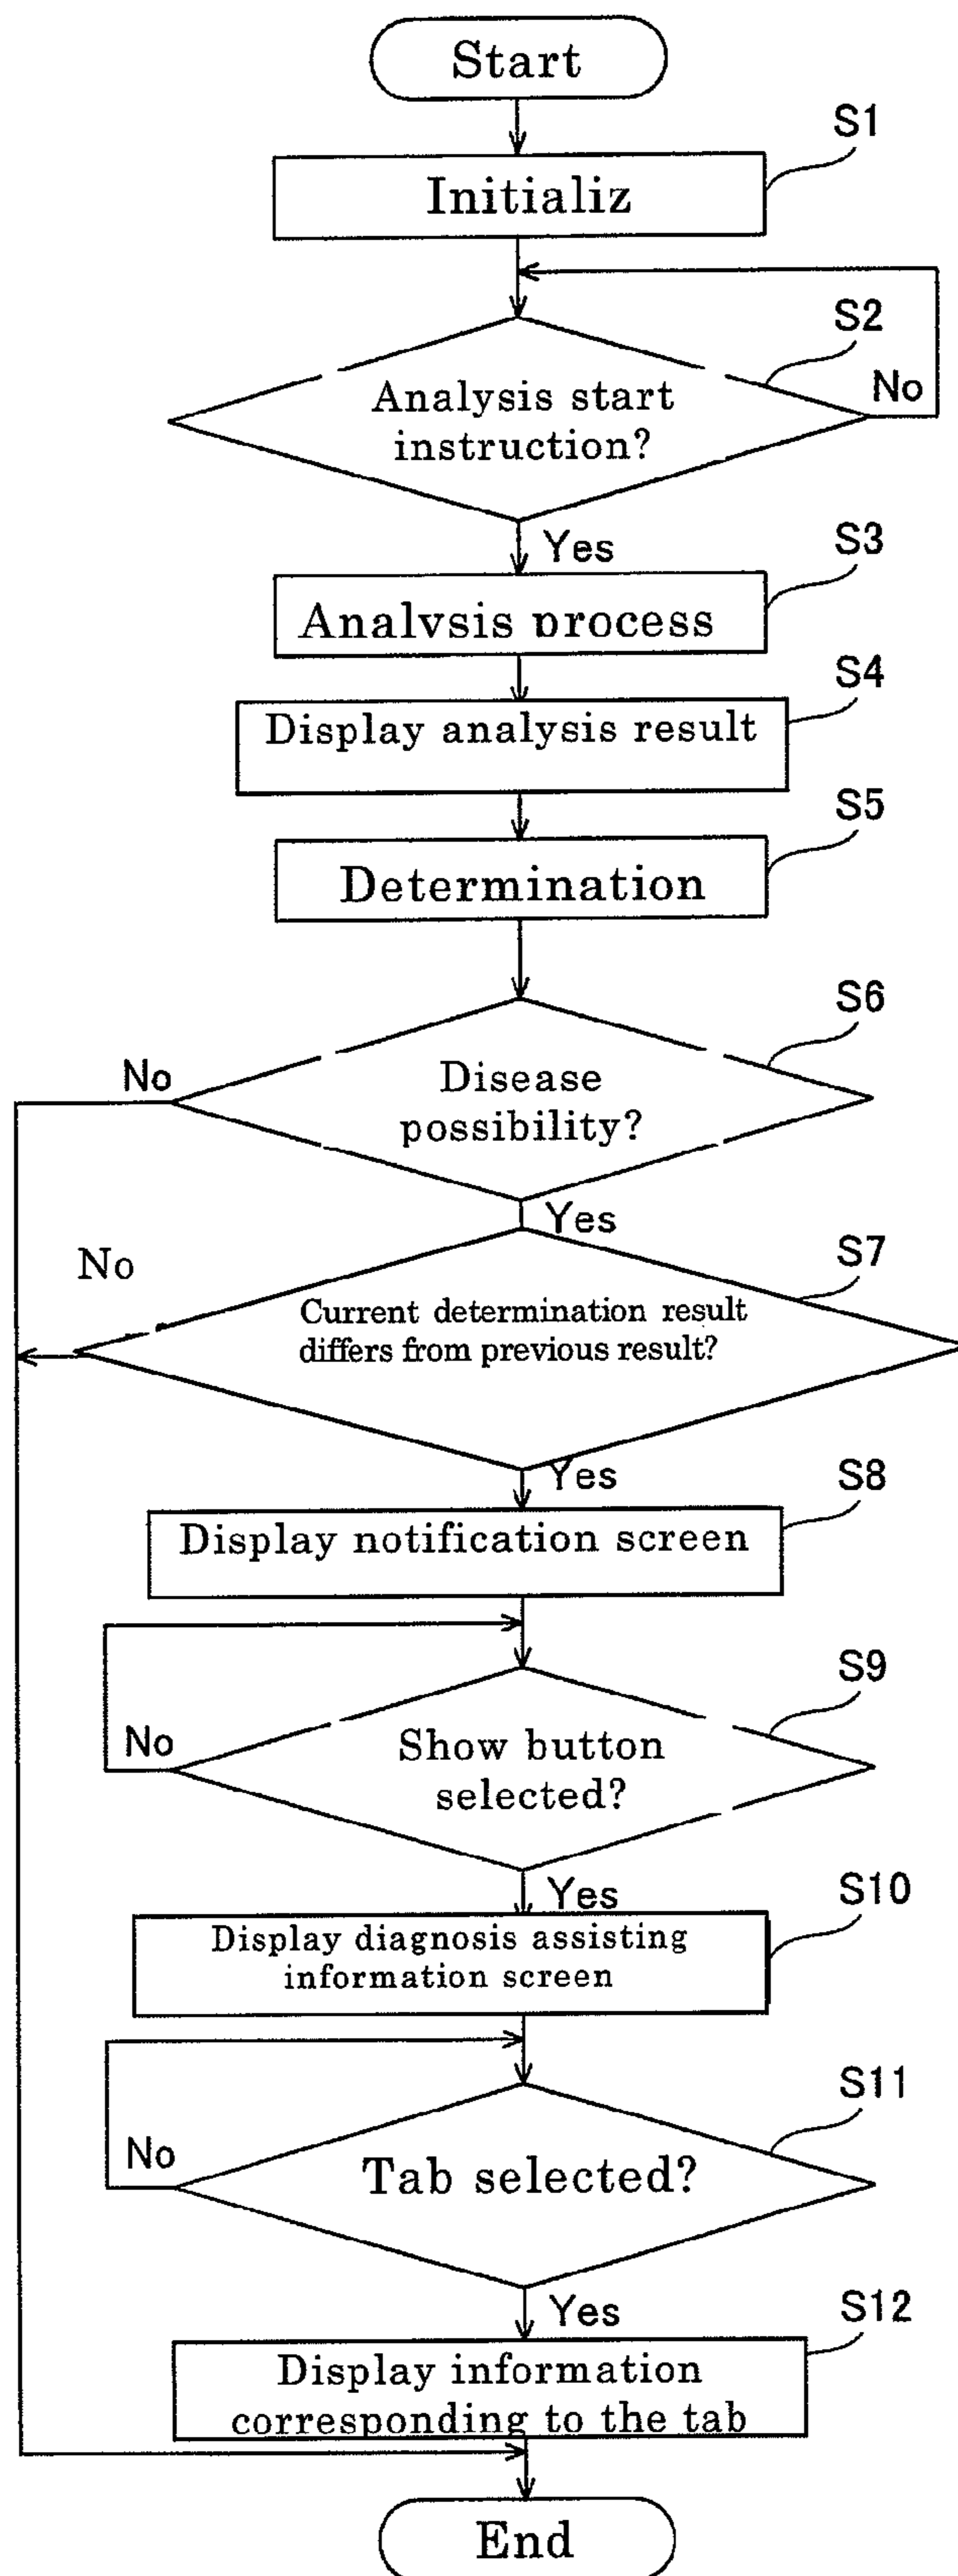 Start
S1
Initializ
S2
No
Analysis start
instruction?
Yes
S3
Analysis process
S4
Display analysis result
S5
Determination
S6
No
Disease
possibility?
Yes
No
S7
Current determination result
differs from previous result?
Yes
S8
Display notification screen
S9
No
Show button
selected?
Yes
S10
Display diagnosis assisting
information screen
S11
No
Tab selected?
Yes
S12
Display information
corresponding to the tab
End